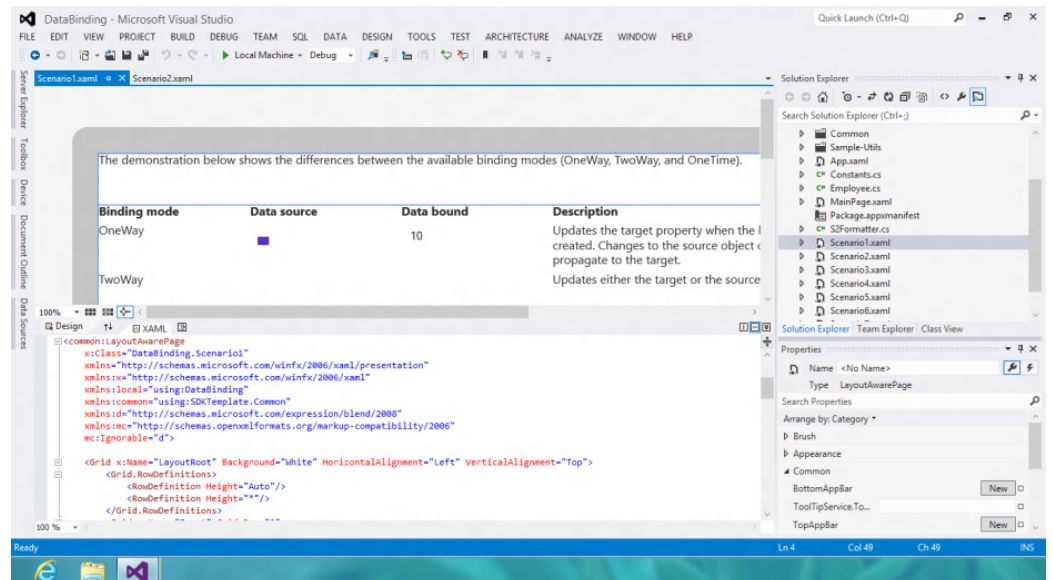 DataBinding - Microsoft Visual Studio
Quick Launch (Ctrl+Q)
FILE EDIT VIEW PROJECT BUILD DEBUG TEAM SQL DATA DESIGN TOOLS TEST ARCHITECTURE ANALYZE WINDOW HELP
Local Machine - Debug
Server Explorer
Toolbox
Device
Document Outline
Data Sources
Scenario1.xaml
Scenario2.xaml
The demonstration below shows the differences between the available binding modes (OneWay, TwoWay, and OneTime).
Binding mode Data source Data bound Description
OneWay 10 Updates the target property when the
created. Changes to the source object
propagate to the target.
TwoWay Updates either the target or the source
100%
Design XAML
<common:LayoutAwarePage
x:Class="DataBinding.Scenario1"
xmlns="http://schemas.microsoft.com/winfx/2006/xaml/presentation"
xmlns:x="http://schemas.microsoft.com/winfx/2006/xaml"
xmlns:local="using:DataBinding"
xmlns:common="using:SDKTemplate.Common"
xmlns:d="http://schemas.microsoft.com/expression/blend/2008"
xmlns:mc="http://schemas.openxmlformats.org/markup-compatibility/2006"
mc:Ignorable="d">
<Grid x:Name="LayoutRoot" Background="White" HorizontalAlignment="Left" VerticalAlignment="Top">
<Grid.RowDefinitions>
<RowDefinition Height="Auto"/>
<RowDefinition Height="*"/>
</Grid.RowDefinitions>
100 %
Solution Explorer
Search Solution Explorer (Ctrl+;)
Common
Sample-Utils
App.xaml
C# Constants.cs
C# Employee.cs
MainPage.xaml
Package.appxmanifest
C# S2Formatter.cs
Scenario1.xaml
Scenario2.xaml
Scenario3.xaml
Scenario4.xaml
Scenario5.xaml
Scenario6.xaml
Solution Explorer Team Explorer Class View
Properties
Name <No Name>
Type LayoutAwarePage
Search Properties
Arrange by: Category
Brush
Appearance
Common
BottomAppBar New
ToolTipService.To...
TopAppBar New
Ready Ln 4 Col 49 Ch 49 INS